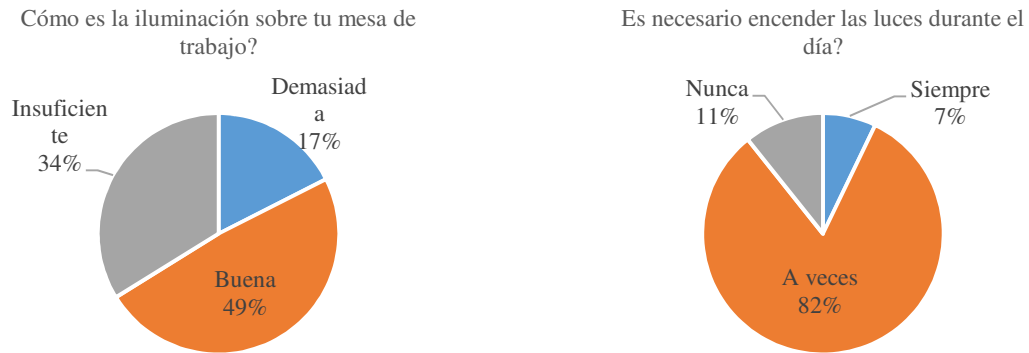 Cómo es la iluminación sobre tu mesa de
trabajo?
Demasiad
a
17%
Insuficien
te
34%
Buena
49%
Es necesario encender las luces durante el
día?
Nunca
11%
Siempre
7%
A veces
82%